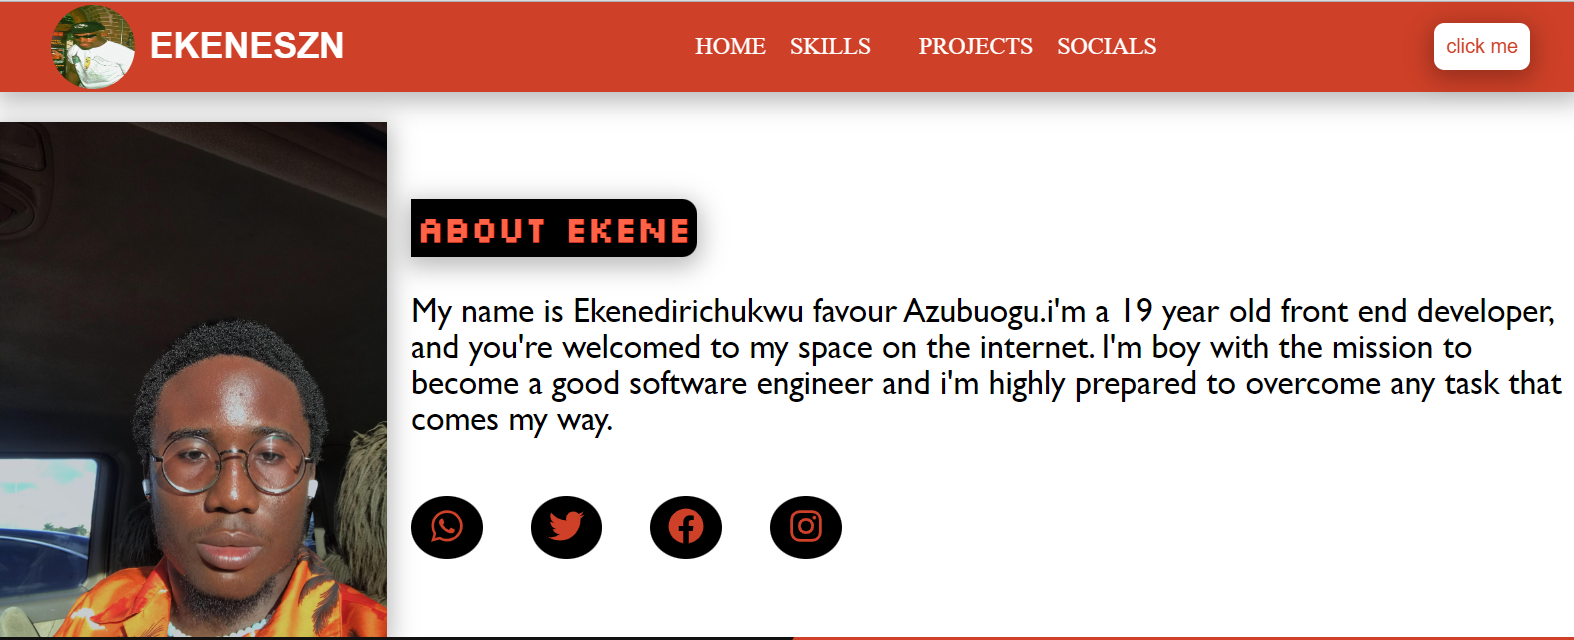 EKENESZN
HOME SKILLS PROJECTS SOCIALS
click me
ABOUT EKENE
My name is Ekenedirichukwu favour Azubuogu.i'm a 19 year old front end developer,
and you're welcomed to my space on the internet. I'm boy with the mission to
become a good software engineer and i'm highly prepared to overcome any task that
comes my way.